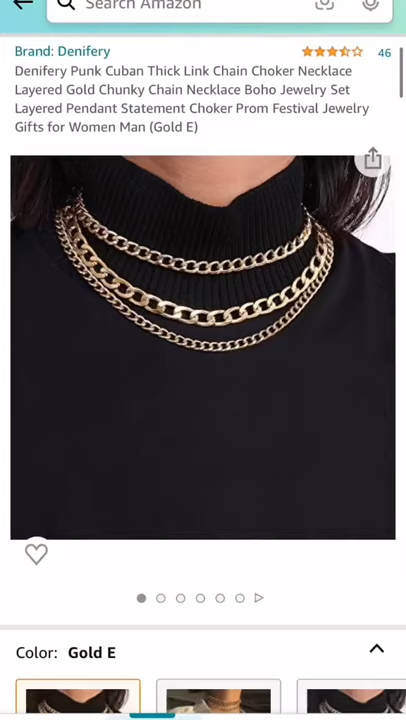 Search Amazon
Brand: Denifery
46
Denifery Punk Cuban Thick Link Chain Choker Necklace
Layered Gold Chunky Chain Necklace Boho Jewelry Set
Layered Pendant Statement Choker Prom Festival Jewelry
Gifts for Women Man (Gold E)
Color: Gold E